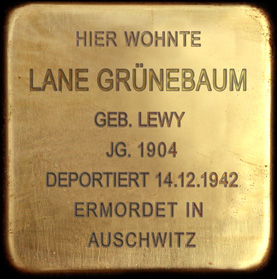 HIER WOHNTE
LANE GRÜNEBAUM
GEB. LEWY
JG. 1904
DEPORTIERT 14.12.1942
ERMORDET IN
AUSCHWITZ